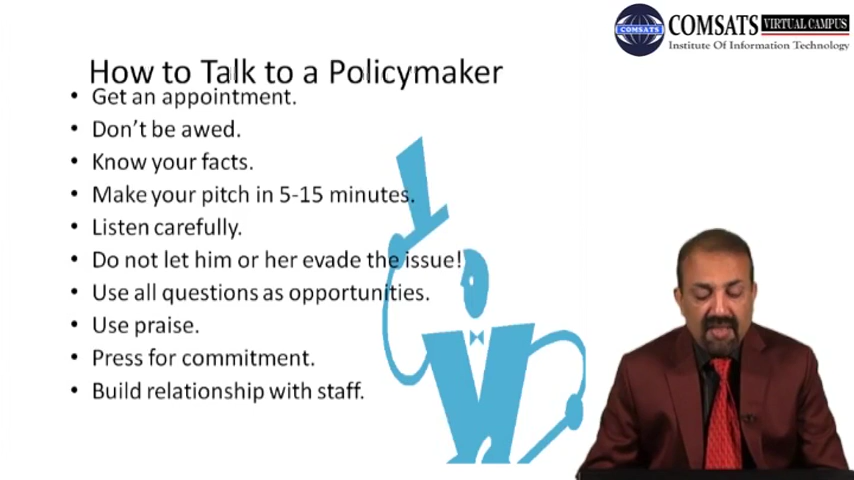 COMSATS VIRTUAL CAMPUS
COMSATS
Institute Of Information Technology
How to Talk to a Policymaker
• Get an appointment.
• Don't be awed.
• Know your facts.
• Make your pitch in 5-15 minutes.
• Listen carefully.
• Do not let him or her evade the issue!
• Use all questions as opportunities.
• Use praise.
• Press for commitment.
• Build relationship with staff.